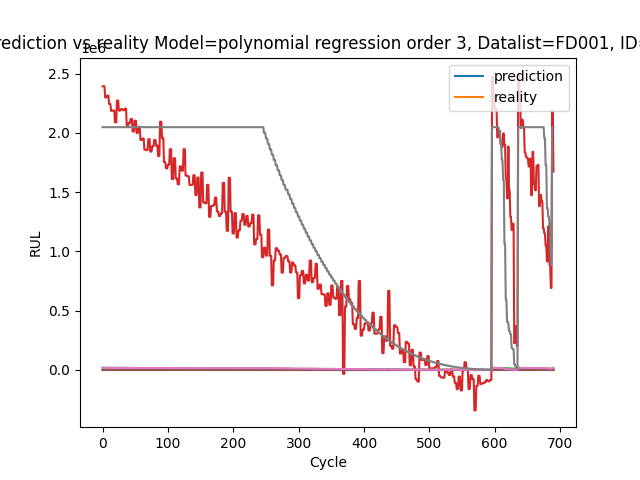 rediction vs reality Model=polynomial regression order 3, Datalist=FD001, ID=
1e6
prediction
reality
2.5
2.0
1.5
1.0
0.5
0.0
RUL
0 100 200 300 400 500 600 700
Cycle